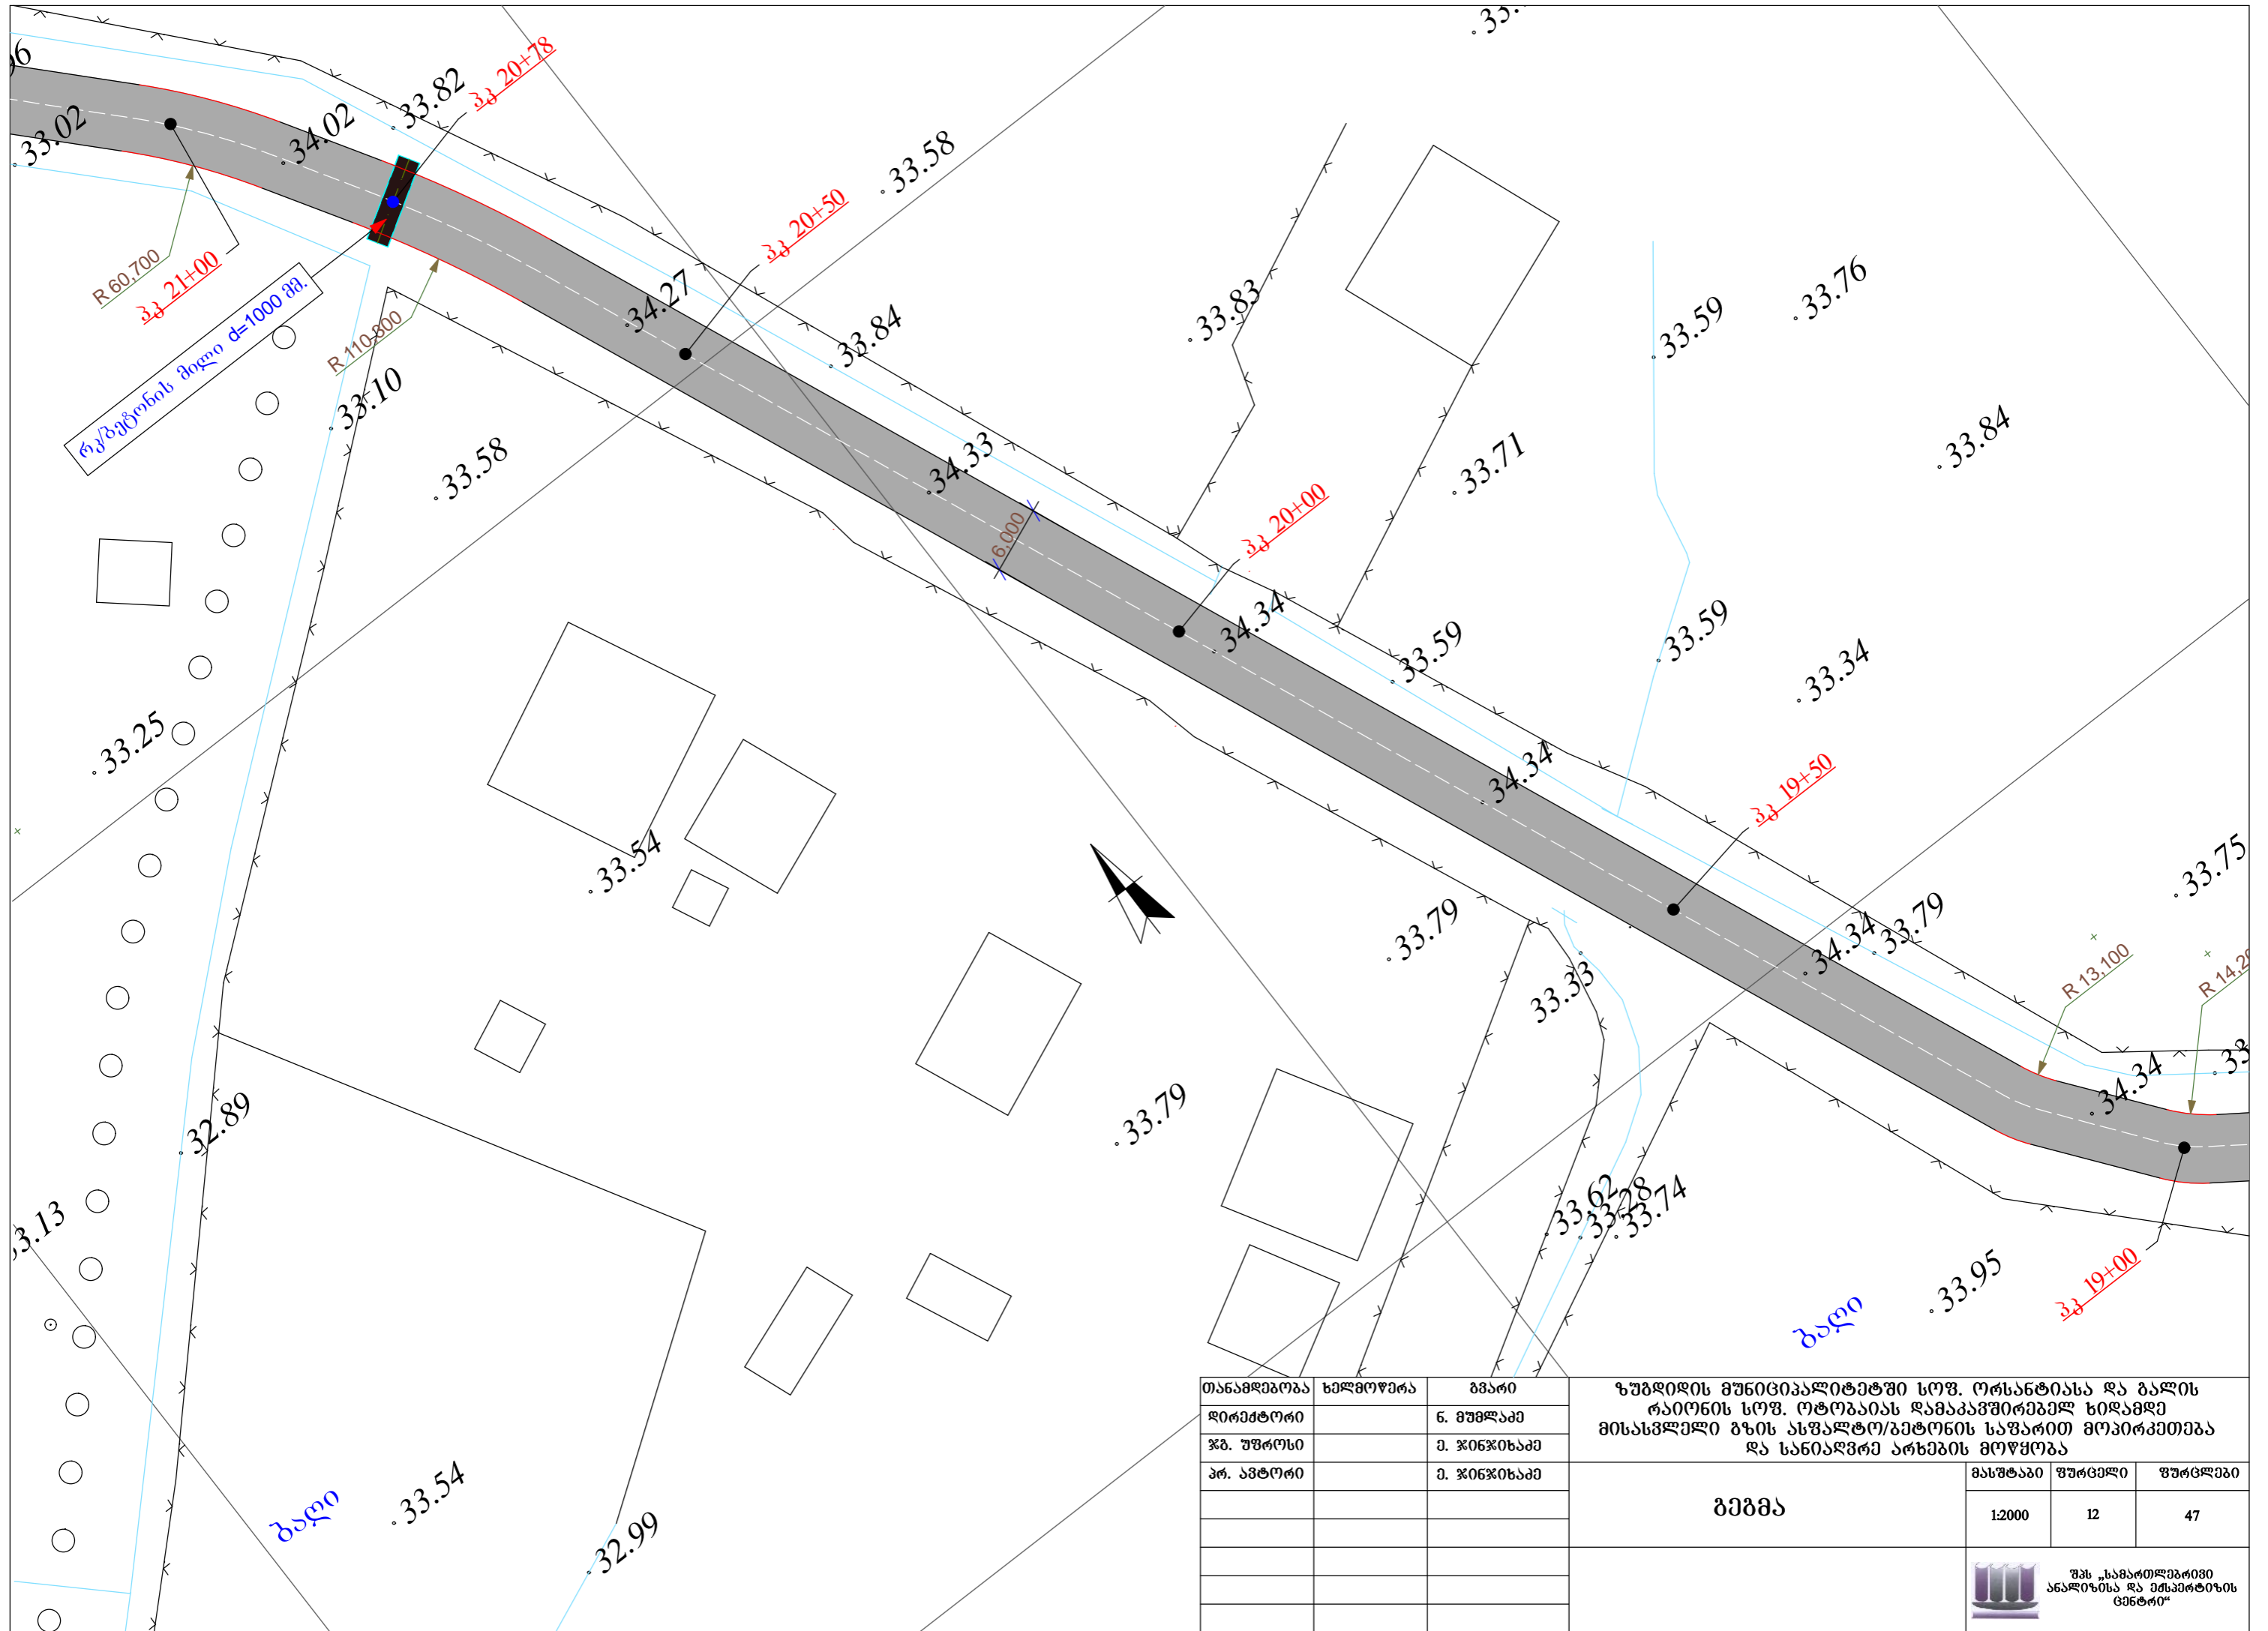 33.02
34.02
33.82
პკ 20+78
33.58
პკ 20+50
R 60,700
პკ 21+00
რკ/ბეტონის მილი d=1000 მმ.
R 110,800
34.27
33.84
33.83
33.59
33.76
33.10
33.58
34.33
33.71
33.84
6,000
პკ 20+00
34.34
33.59
33.59
33.34
33.25
34.34
პკ 19+50
33.54
33.79
34.34
33.79
33.75
33.33
R 13,100
34.34
32.89
33.79
33.62
33.28
33.74
33.95
პკ 19+00
ბაღი
ბაღი
33.54
32.99
თანამდებობა ხელმოწერა გვარი
დირექტორი ნ. შუმლაძე
ჯგ. უფროსი ე. ჯინჯიხაძე
პრ. ავტორი ე. ჯინჯიხაძე
ზუგდიდის მუნიციპალიტეტში სოფ. ორსანტიასა და გალის
რაიონის სოფ. ოტობაიას დამაკავშირებელ ხიდამდე
მისასვლელი გზის ასფალტო/ბეტონის საფარით მოპირკეთება
და სანიაღვრე არხების მოწყობა
გეგმა
მასშტაბი ფურცელი ფურცლები
1:2000 12 47
შპს „სამართლებრივი
ანალიზისა და ექსპერტიზის
ცენტრი“